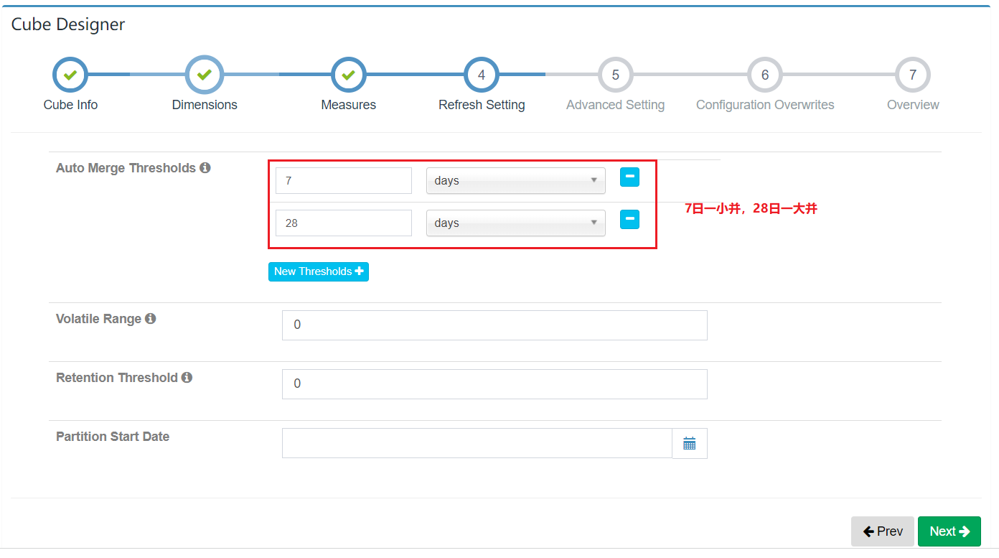 Cube Designer
4
5
6
7
Cube Info
Dimensions
Measures
Refresh Setting
Advanced Setting
Configuration Overwrites
Overview
Auto Merge Thresholds
7
days
28
days
7日一小并，28日一大并
New Thresholds
Volatile Range
0
Retention Threshold
0
Partition Start Date
Prev
Next